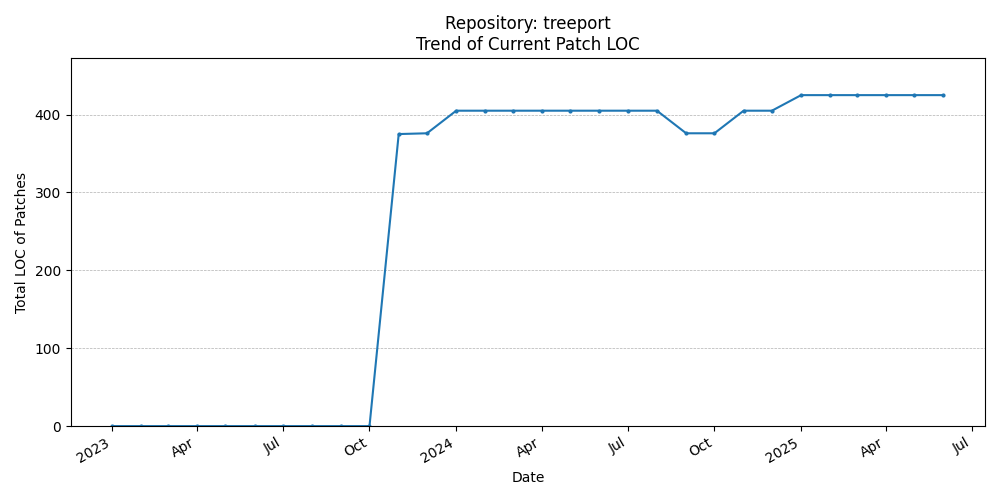 Repository: treeport
Trend of Current Patch LOC
Total LOC of Patches
400
300
200
100
0
2023
Apr
Jul
Oct
2024
Apr
Jul
Oct
2025
Apr
Jul
Date